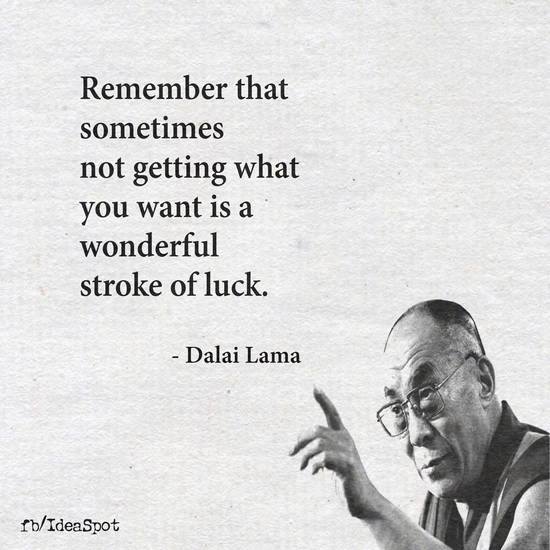 Remember that
sometimes
not getting what
you want is a
wonderful
stroke of luck.
- Dalai Lama
fb/IdeaSpot